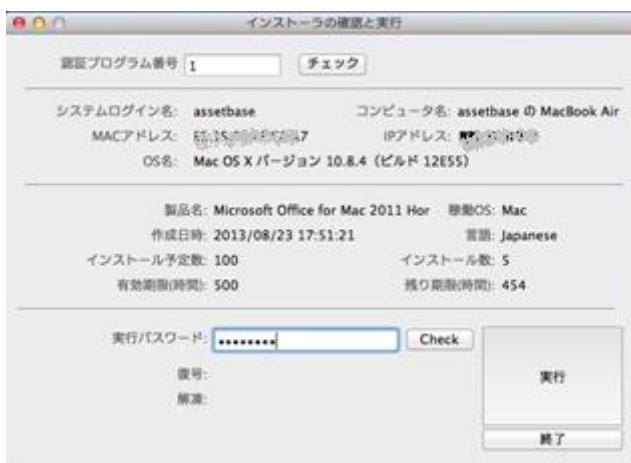 インストーラの確認と実行
認証プログラム番号 1 チェック
システムログイン名: assetbase コンピュータ名: assetbase の MacBook Air
MACアドレス: IPアドレス:
OS名: Mac OS X バージョン 10.8.4 (ビルド 12E55)
製品名: Microsoft Office for Mac 2011 Hor 稼働OS: Mac
作成日時: 2013/08/23 17:51:21 言語: Japanese
インストール予定数: 100 インストール数: 5
有効期限(時間): 500 残り期限(時間): 454
実行パスワード: •••••••• Check
復号:
解凍:
実行
終了